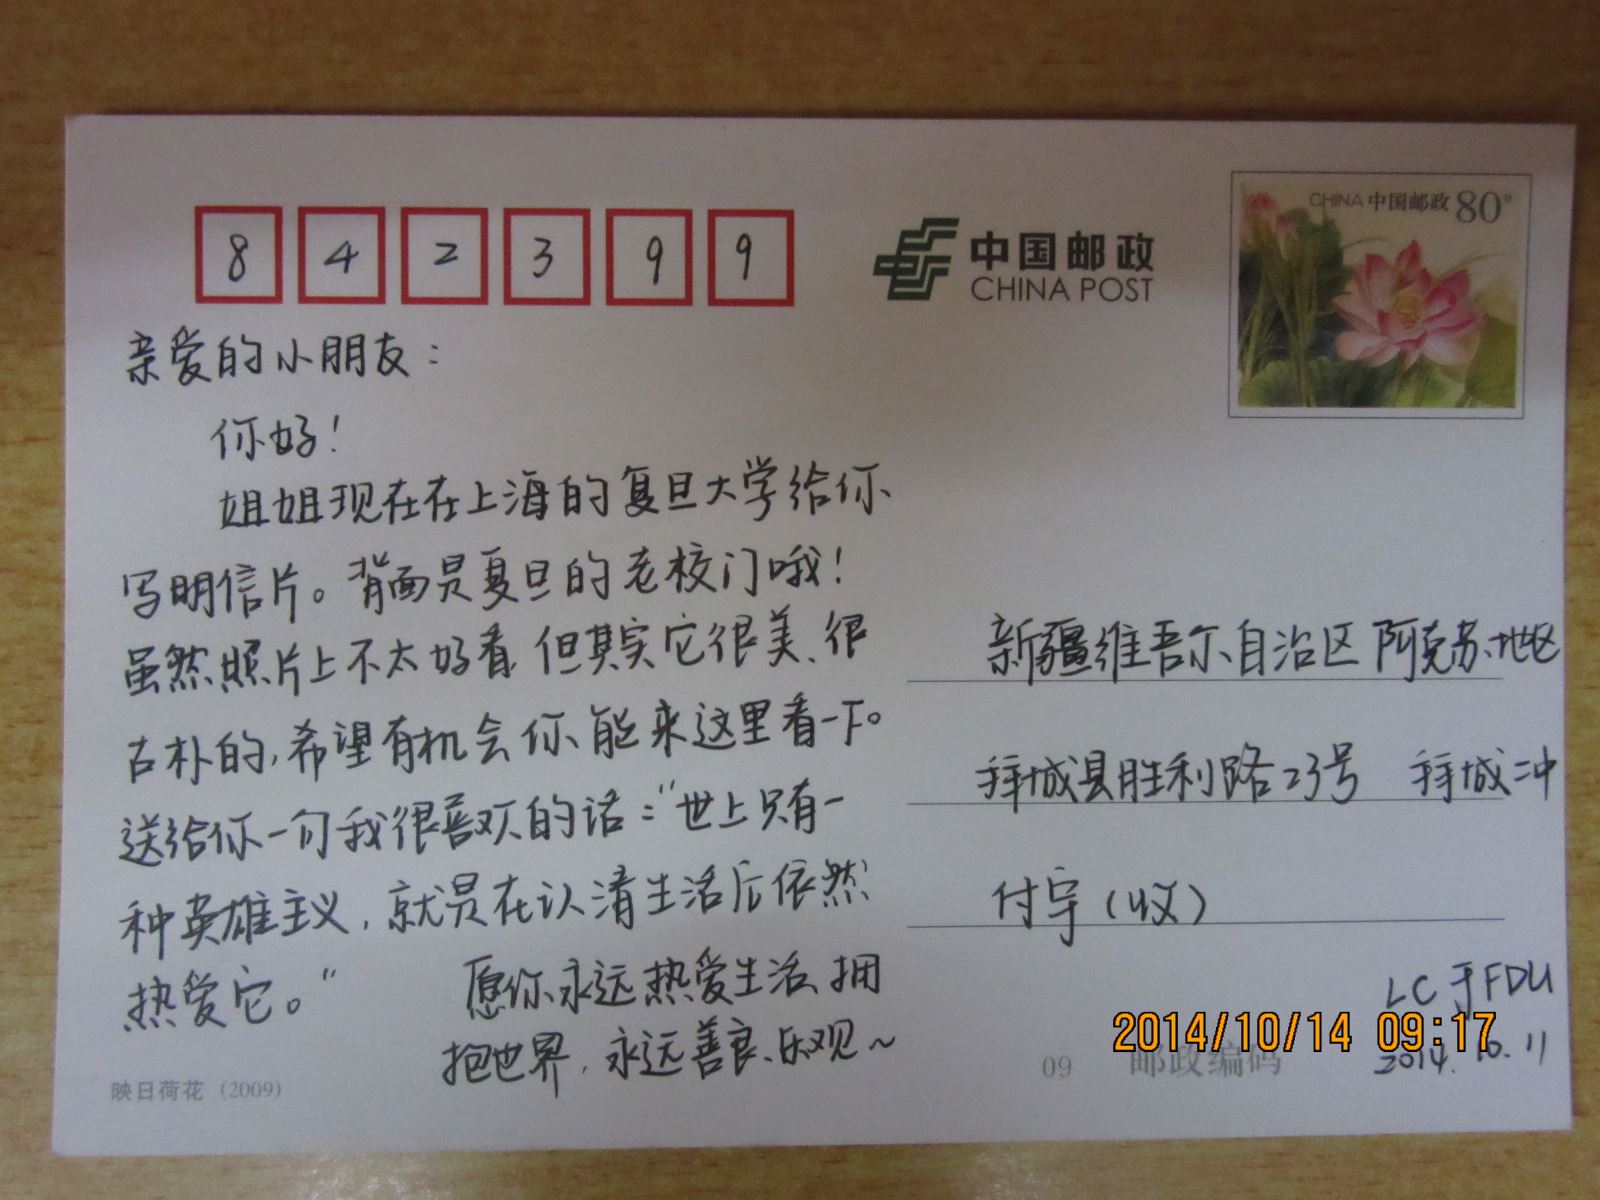 8 4 2 3 9 9
中国邮政
CHINA POST
CHINA 中国邮政 80
亲爱的小朋友：
你好！
姐姐现在在上海的复旦大学给你
写明信片。背面是复旦的老校门哦！
虽然照片上不太好看，但其实它很美、很
古朴的，希望有机会你能来这里看一下。
送给你一句我很喜欢的话：“世上只有一
种英雄主义，就是在认清生活后依然
热爱它。”
愿你永远热爱生活，拥
抱世界，永远善良、乐观~
新疆维吾尔自治区 阿克苏地区
拜城县胜利路23号 拜城二中
付宇（收）
LC于FDU
2014.10.11
2014/10/14 09:17
09 邮政编码
映日荷花 (2009)